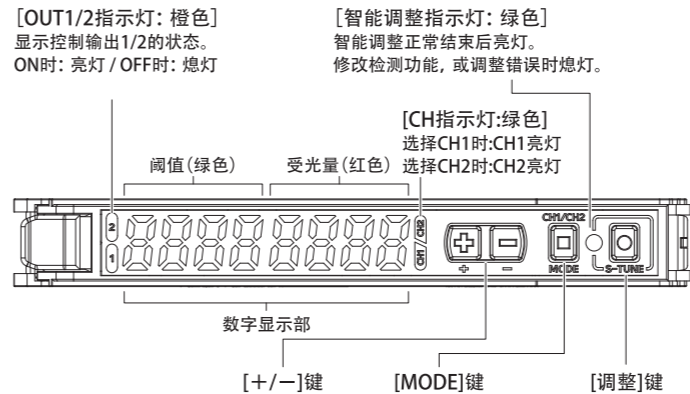 [OUT1/2指示灯：橙色]
显示控制输出1/2的状态。
ON时：亮灯 / OFF时：熄灯
[智能调整指示灯：绿色]
智能调整正常结束后亮灯。
修改检测功能，或调整错误时熄灯。
[CH指示灯:绿色]
选择CH1时:CH1亮灯
选择CH2时:CH2亮灯
阈值(绿色)
受光量(红色)
2
1
CH1/CH2
+
−
CH1/CH2
MODE
S-TUNE
数字显示部
[+/−]键
[MODE]键
[调整]键